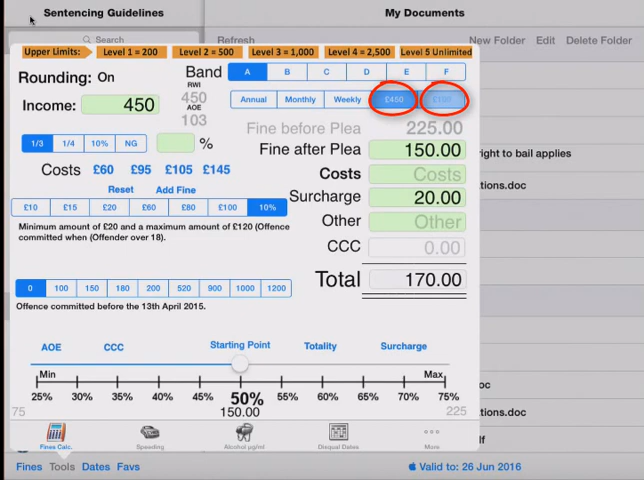 Sentencing Guidelines
My Documents
Search
Refresh
New Folder Edit Delete Folder
Upper Limits: Level 1 = 200 Level 2 = 500 Level 3 = 1,000 Level 4 = 2,500 Level 5 Unlimited
Rounding: On
Band A B C D E F
RWI
450
AOE
103
Income: 450
Annual Monthly Weekly £450
Fine before Plea 225.00
1/3 1/4 10% NG %
Fine after Plea 150.00
right to bail applies
Costs £60 £95 £105 £145
Costs Costs
tions.doc
Reset Add Fine
Surcharge 20.00
£10 £15 £20 £60 £80 £100 10%
Other Other
Minimum amount of £20 and a maximum amount of £120 (Offence
committed when (Offender over 18).
CCC 0.00
Total 170.00
0 100 150 180 200 520 900 1000 1200
Offence committed before the 13th April 2015.
AOE CCC Starting Point Totality Surcharge
Min Max
25% 30% 35% 40% 45% 50% 55% 60% 65% 70% 75%
75 150.00 225
oc
tions.doc
lf
Fines Calc. Speeding Alcohol µg/ml Disqual Dates More
Fines Tools Dates Favs
Valid to: 26 Jun 2016